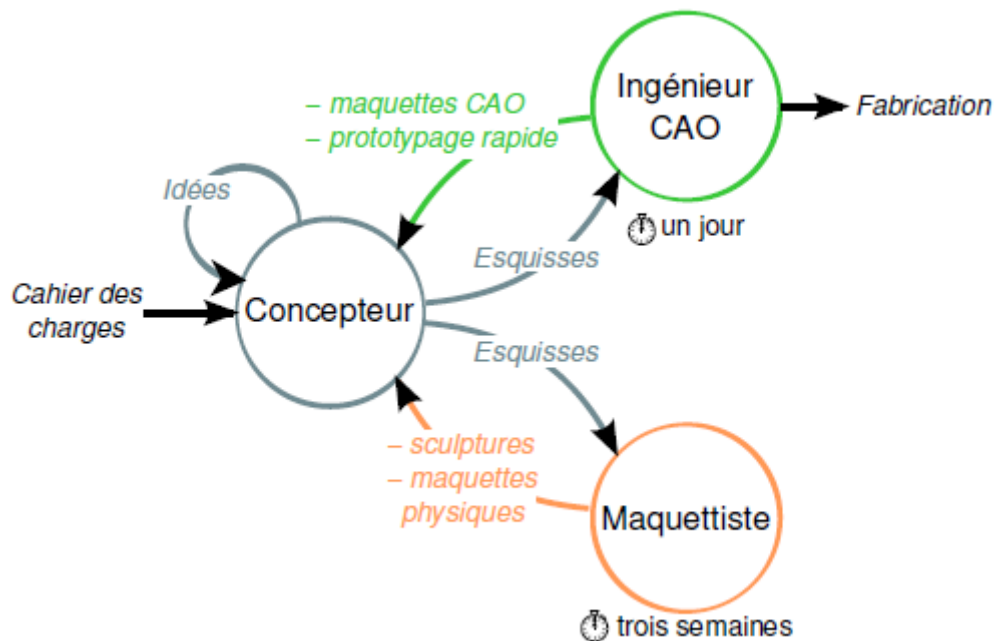 Ingénieur
CAO
Fabrication
– maquettes CAO
– prototypage rapide
un jour
Idées
Esquisses
Cahier des
charges
Concepteur
Esquisses
– sculptures
– maquettes
physiques
Maquettiste
trois semaines